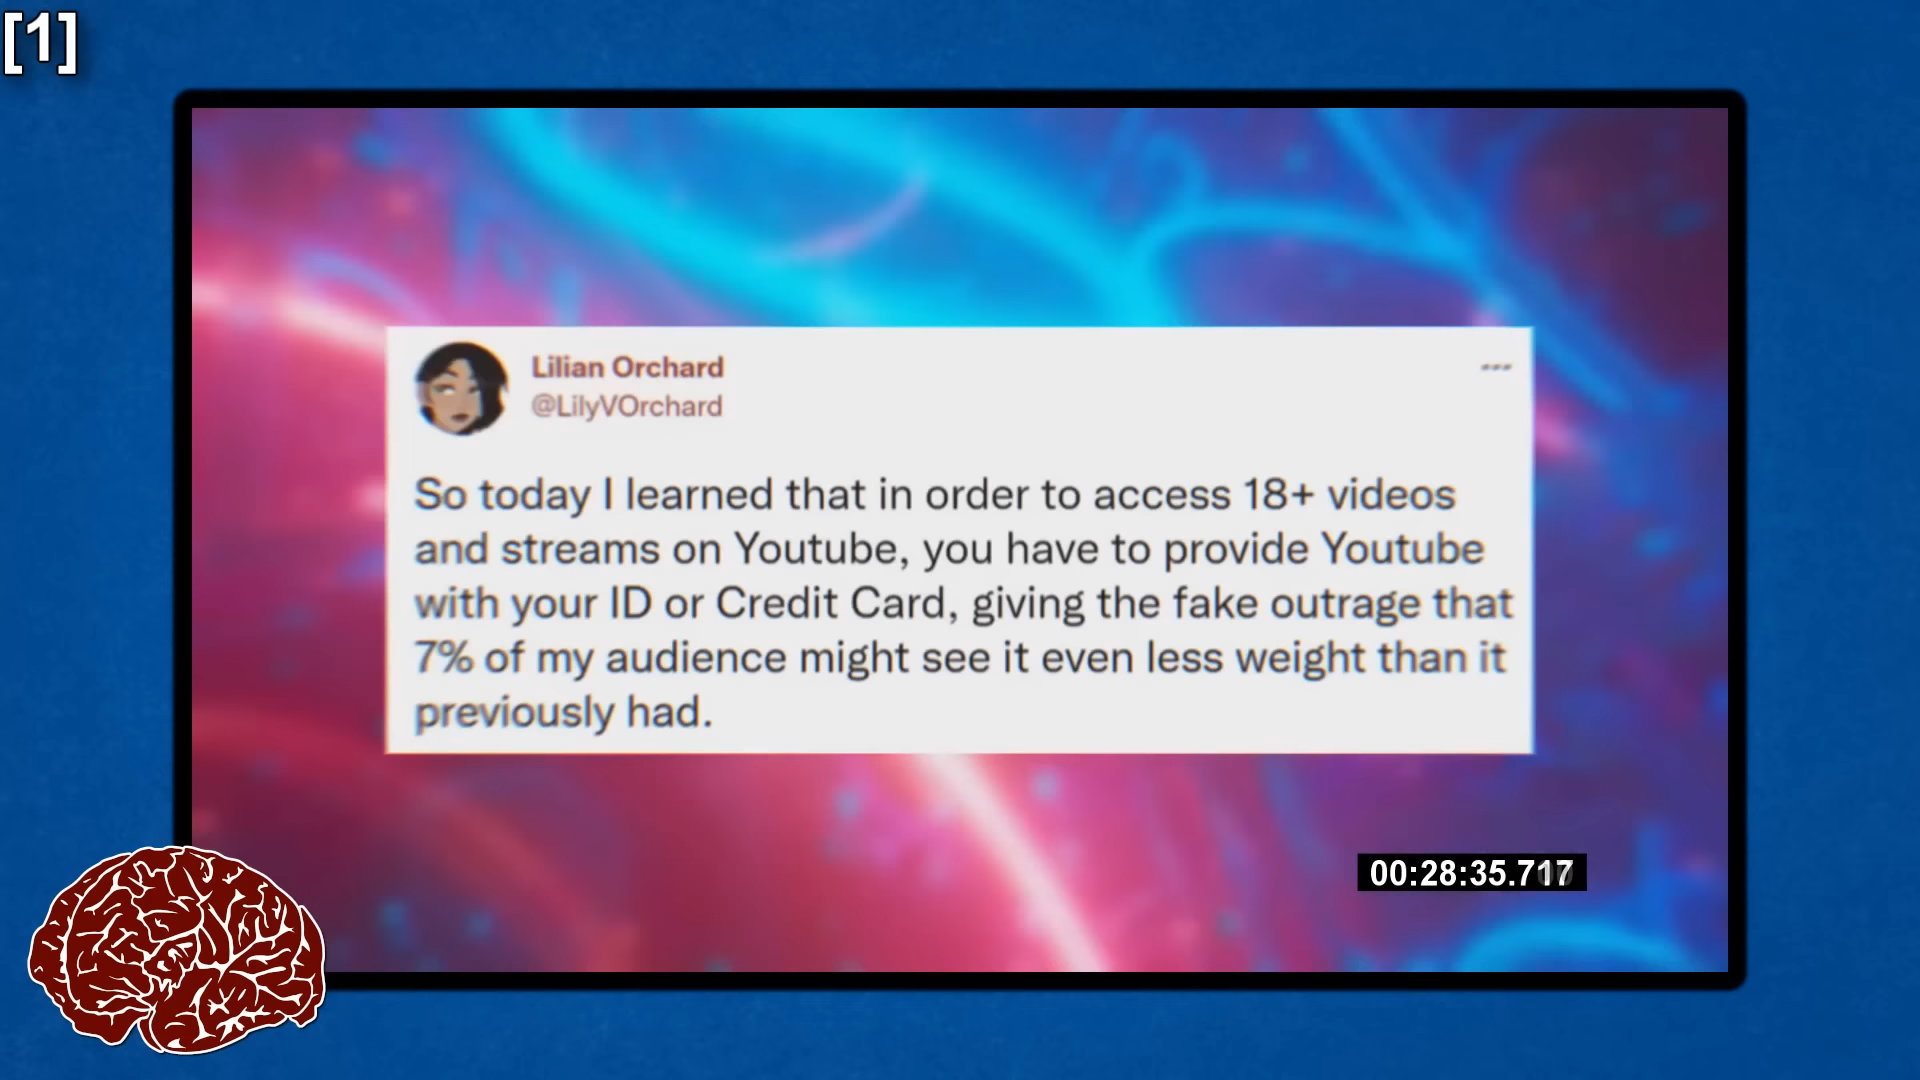 [1]
Lilian Orchard
@LilyVOrchard
So today I learned that in order to access 18+ videos
and streams on Youtube, you have to provide Youtube
with your ID or Credit Card, giving the fake outrage that
7% of my audience might see it even less weight than it
previously had.
00:28:35.717